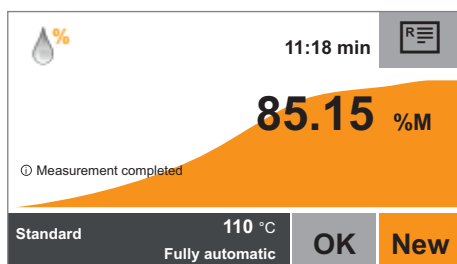 %
11:18 min
R
85.15 %M
ⓘ Measurement completed
Standard
110 °C
Fully automatic
OK
New